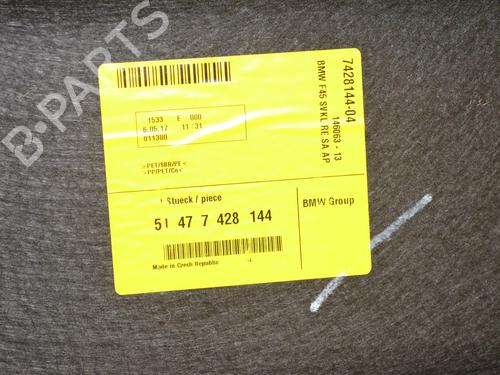 B-PARTS
1533 E 000
6.05.17 11:31
011300
>PET/SBR/PE<
>PP/PET/Co<
1 Stueck / piece
51 47 7 428 144
Made in Czech Republic
BMW Group
7428144-04
146063 - 13
BMW F45 SVKL RE SA AP